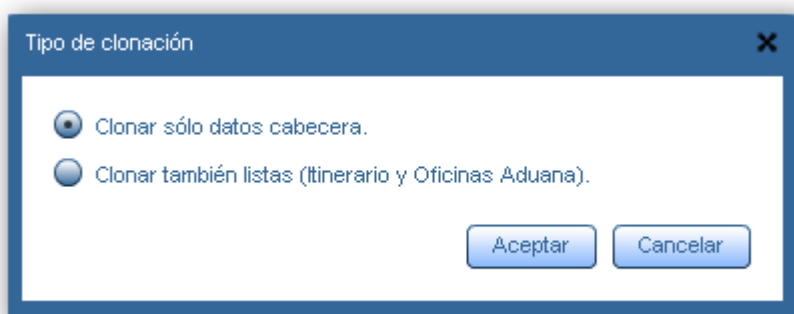 Tipo de clonación
Clonar sólo datos cabecera.
Clonar también listas (Itinerario y Oficinas Aduana).
Aceptar Cancelar